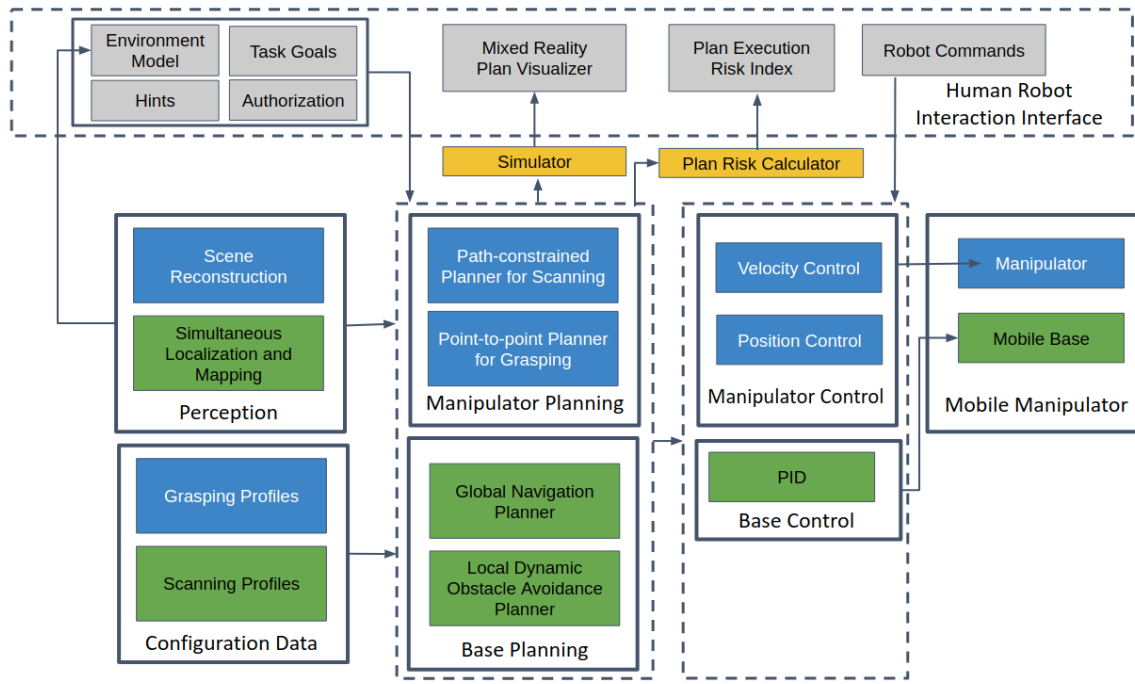 Environment
Model
Task Goals
Hints
Authorization
Mixed Reality
Plan Visualizer
Plan Execution
Risk Index
Robot Commands
Human Robot
Interaction Interface
Simulator
Plan Risk Calculator
Scene
Reconstruction
Simultaneous
Localization and
Mapping
Perception
Path-constrained
Planner for Scanning
Point-to-point Planner
for Grasping
Manipulator Planning
Velocity Control
Position Control
Manipulator Control
Manipulator
Mobile Base
Mobile Manipulator
Grasping Profiles
Scanning Profiles
Configuration Data
Global Navigation
Planner
Local Dynamic
Obstacle Avoidance
Planner
Base Planning
PID
Base Control